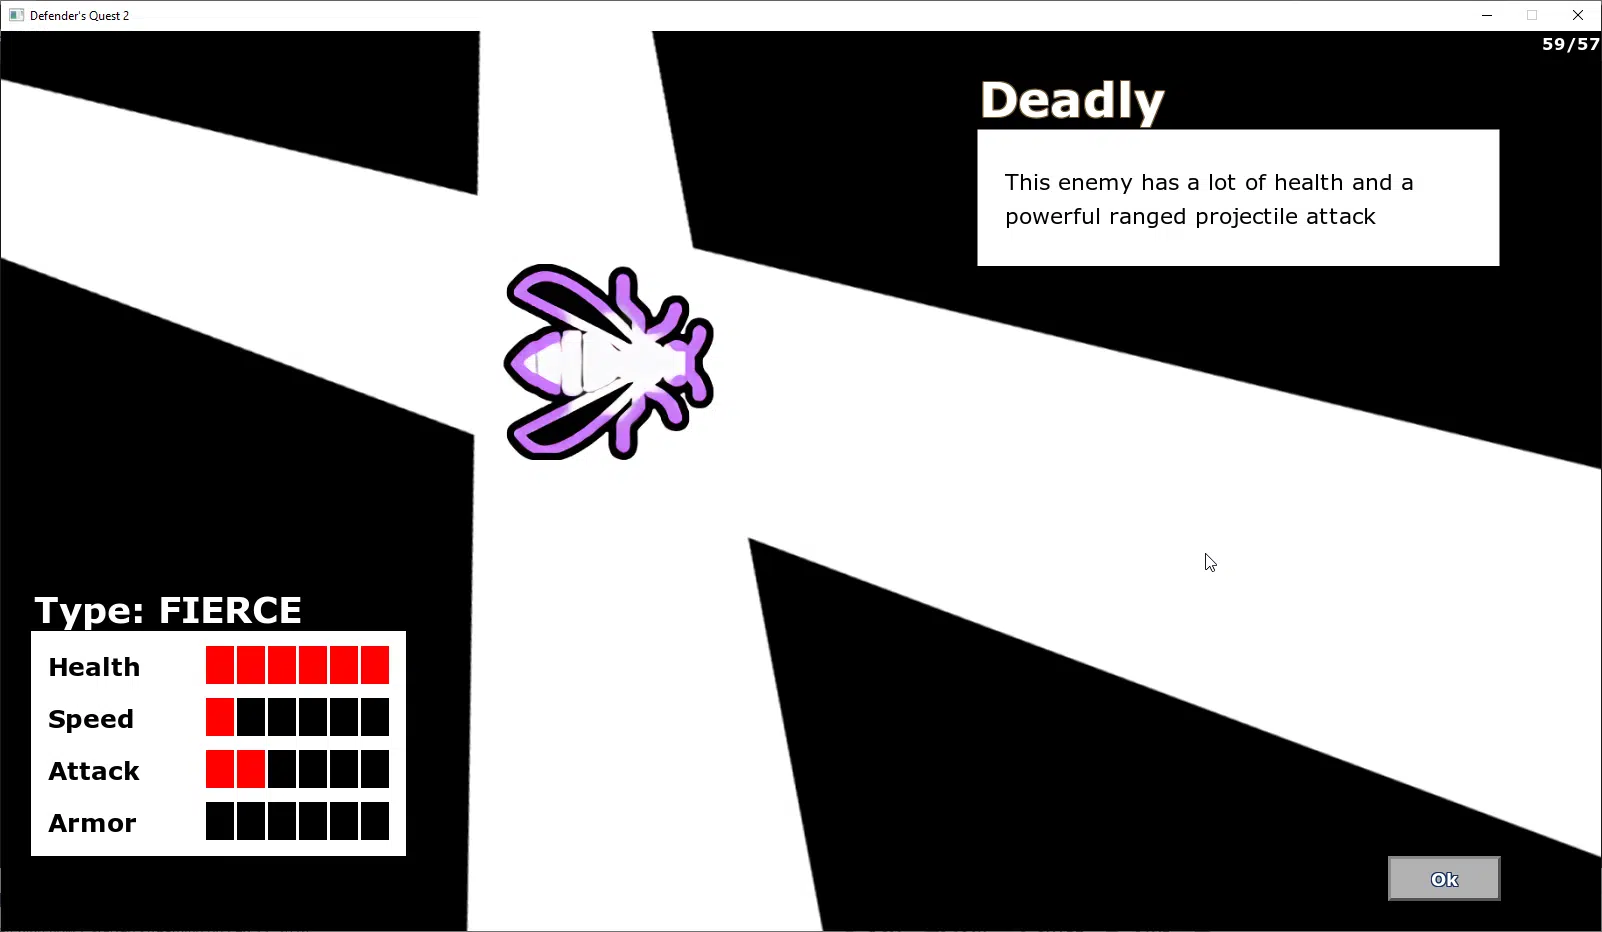 Defender's Quest 2
59/57
Deadly
This enemy has a lot of health and a
powerful ranged projectile attack
Type: FIERCE
Health
Speed
Attack
Armor
Ok